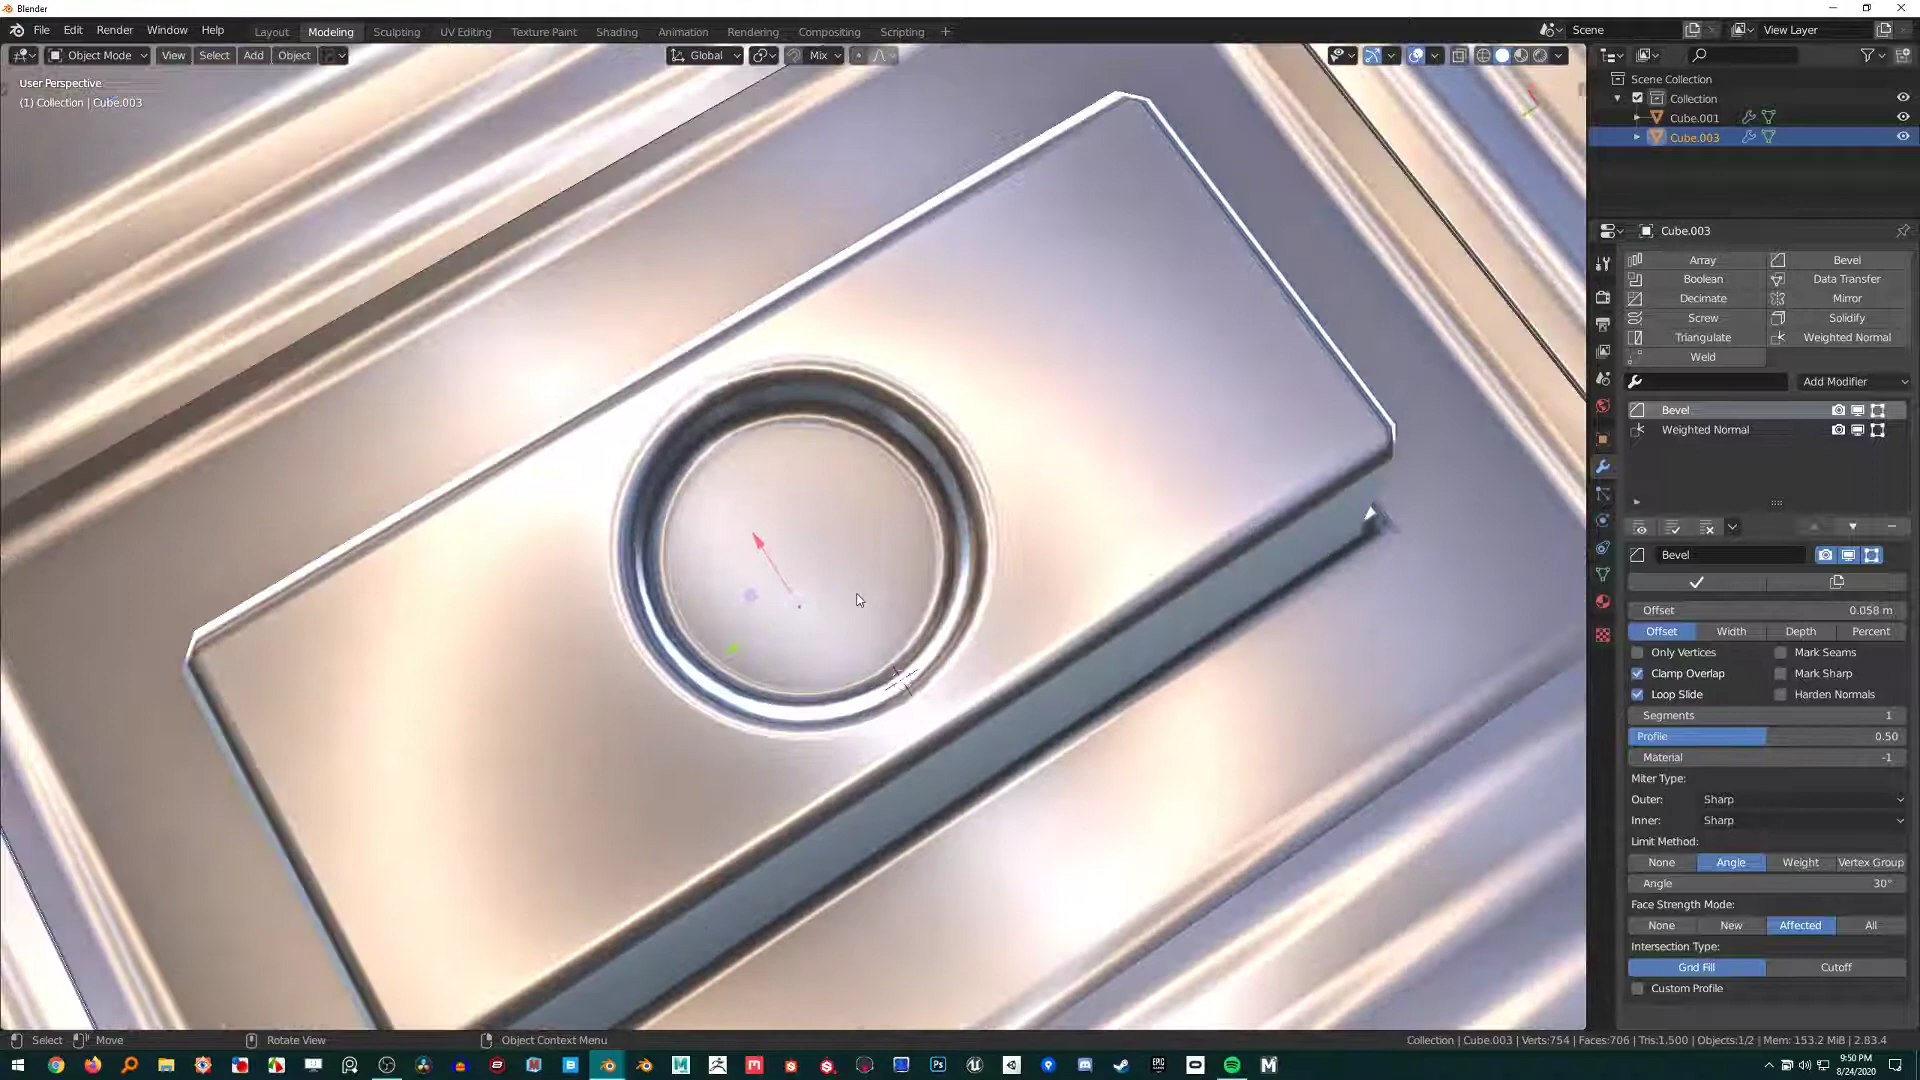 Blender
File Edit Render Window Help
Layout Modeling Sculpting UV Editing Texture Paint Shading Animation Rendering Compositing Scripting
Scene
View Layer
Object Mode View Select Add Object
Global
Mix
User Perspective
(1) Collection | Cube.003
Scene Collection
Collection
Cube.001
Cube.003
Cube.003
Array Bevel
Boolean Data Transfer
Decimate Mirror
Screw Solidify
Triangulate Weighted Normal
Weld
Add Modifier
Bevel
Weighted Normal
Bevel
Offset 0.058 m
Offset Width Depth Percent
Only Vertices Mark Seams
Clamp Overlap Mark Sharp
Loop Slide Harden Normals
Segments 1
Profile 0.50
Material -1
Miter Type:
Outer: Sharp
Inner: Sharp
Limit Method:
None Angle Weight Vertex Group
Angle 30°
Face Strength Mode:
None New Affected All
Intersection Type:
Grid Fill Cutoff
Custom Profile
Select Move Rotate View Object Context Menu
Collection | Cube.003 | Verts:754 | Faces:706 | Tris:1,500 | Objects:1/2 | Mem: 153.2 MiB | 2.83.4
9:50 PM
8/24/2020